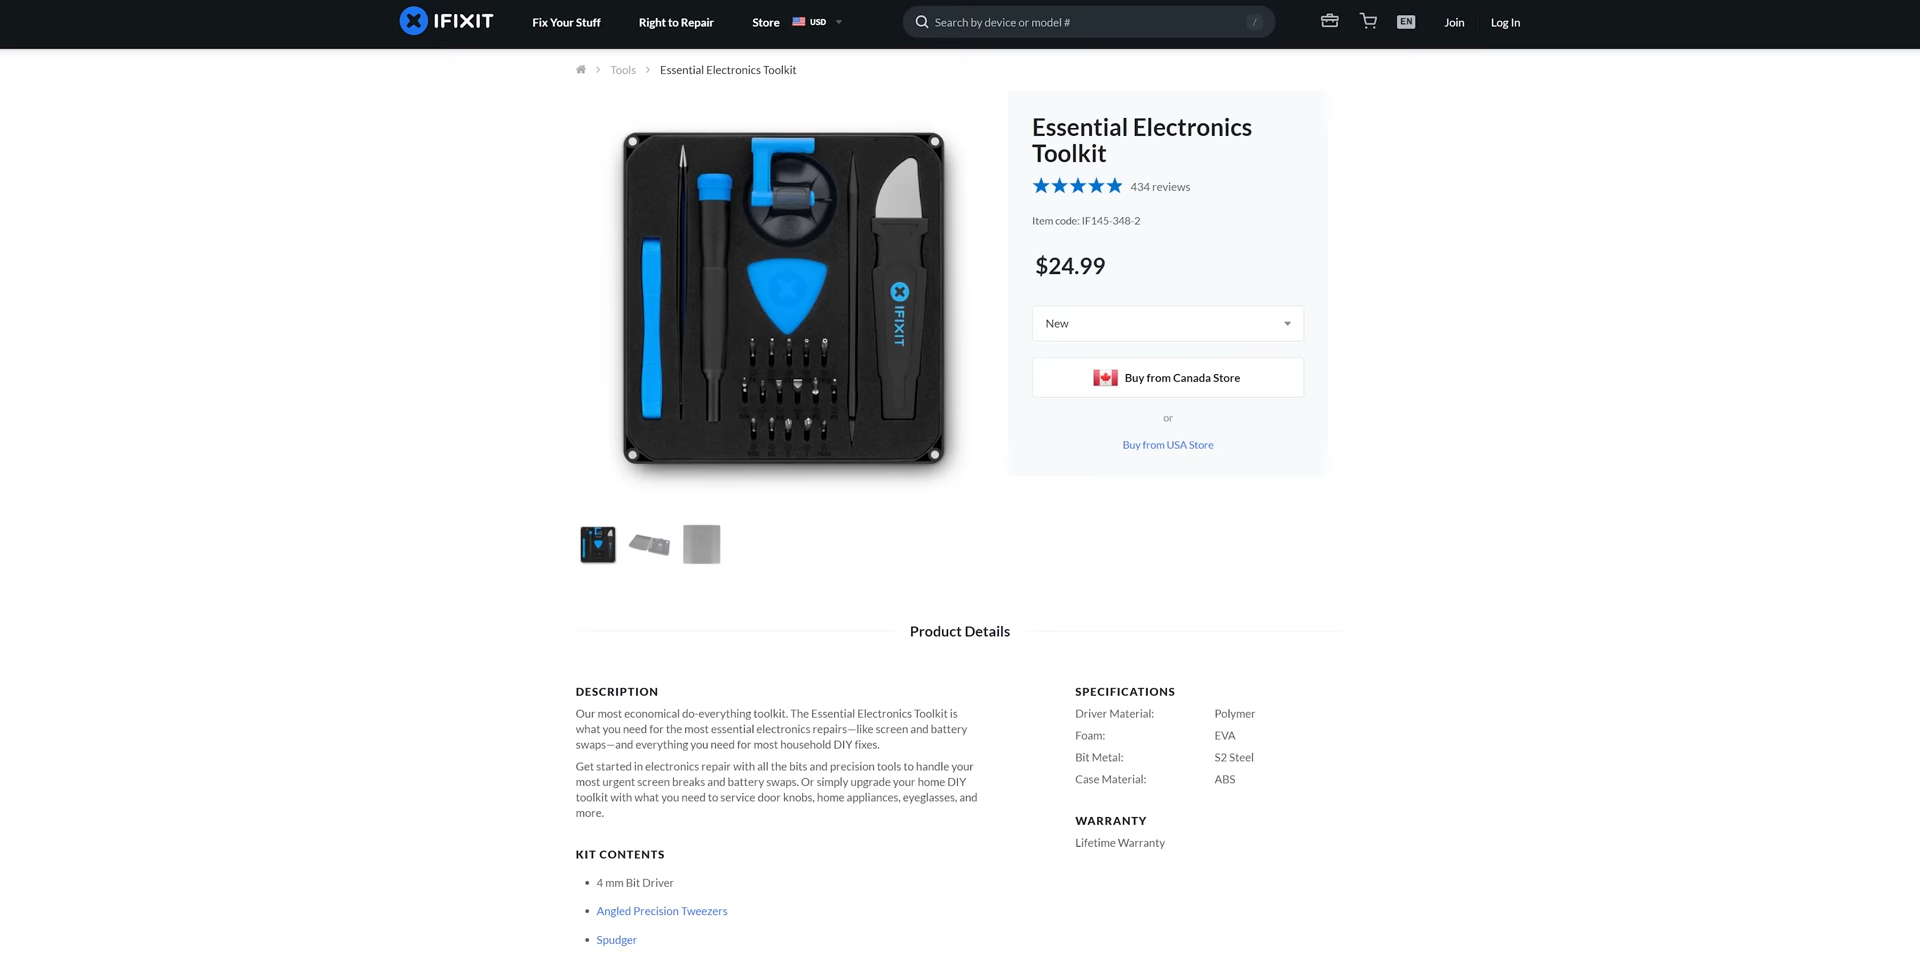 IFIXIT
Fix Your Stuff
Right to Repair
Store
USD
Search by device or model #
/
EN
Join
Log In
Tools
Essential Electronics Toolkit
IFIXIT
Essential Electronics
Toolkit
434 reviews
Item code: IF145-348-2
$24.99
New
Buy from Canada Store
or
Buy from USA Store
Product Details
DESCRIPTION
Our most economical do-everything toolkit. The Essential Electronics Toolkit is
what you need for the most essential electronics repairs—like screen and battery
swaps—and everything you need for most household DIY fixes.
Get started in electronics repair with all the bits and precision tools to handle your
most urgent screen breaks and battery swaps. Or simply upgrade your home DIY
toolkit with what you need to service door knobs, home appliances, eyeglasses, and
more.
KIT CONTENTS
• 4 mm Bit Driver
• Angled Precision Tweezers
• Spudger
SPECIFICATIONS
Driver Material: Polymer
Foam: EVA
Bit Metal: S2 Steel
Case Material: ABS
WARRANTY
Lifetime Warranty